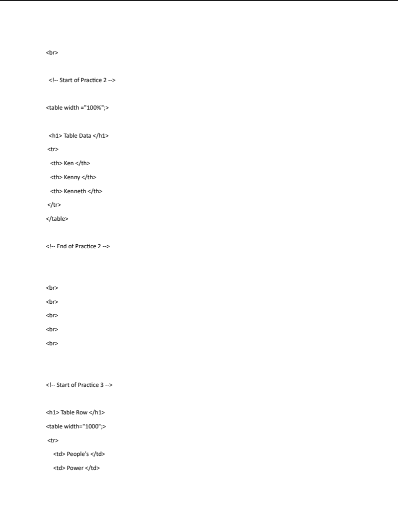 <br>
<!-- Start of Practice 2 -->
<table width ="100%";>
<h1> Table Data </h1>
<tr>
<th> Ken </th>
<th> Kenny </th>
<th> Kenneth </th>
</tr>
</table>
<!-- End of Practice 2 -->
<br>
<br>
<br>
<br>
<br>
<!-- Start of Practice 3 -->
<h1> Table Row </h1>
<table width="1000";>
<tr>
<td> People's </td>
<td> Power </td>